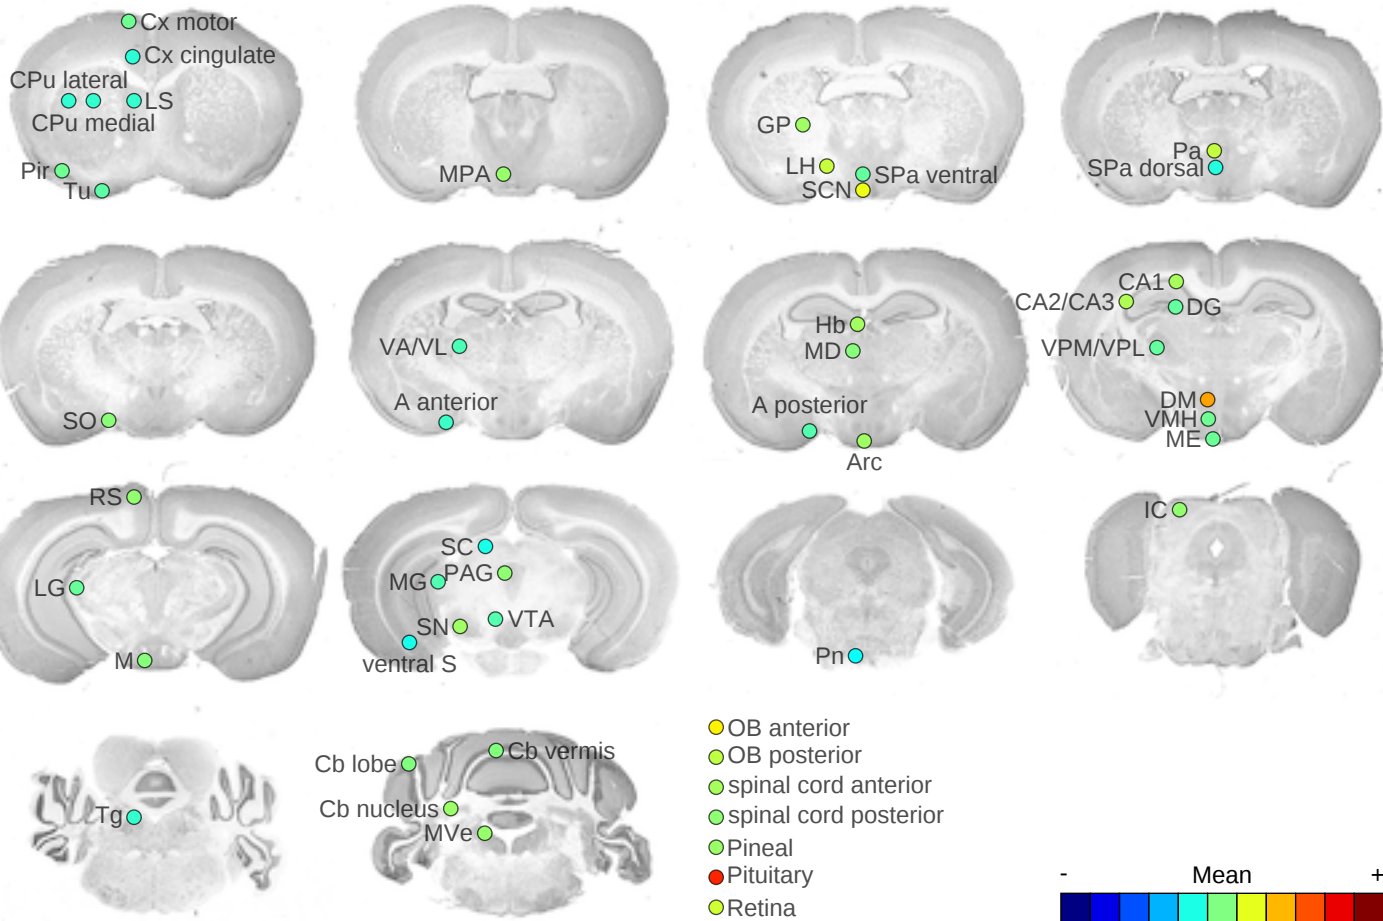 Cx motor
Cx cingulate
CPu lateral
LS
CPu medial
Pir
Tu
MPA
GP
LH
SPa ventral
SCN
Pa
SPa dorsal
SO
VA/VL
A anterior
Hb
MD
A posterior
Arc
CA1
CA2/CA3
DG
VPM/VPL
DM
VMH
ME
RS
LG
M
SC
MG
PAG
SN
VTA
ventral S
Pn
IC
Tg
Cb lobe
Cb vermis
Cb nucleus
MVe
OB anterior
OB posterior
spinal cord anterior
spinal cord posterior
Pineal
Pituitary
Retina
- Mean +